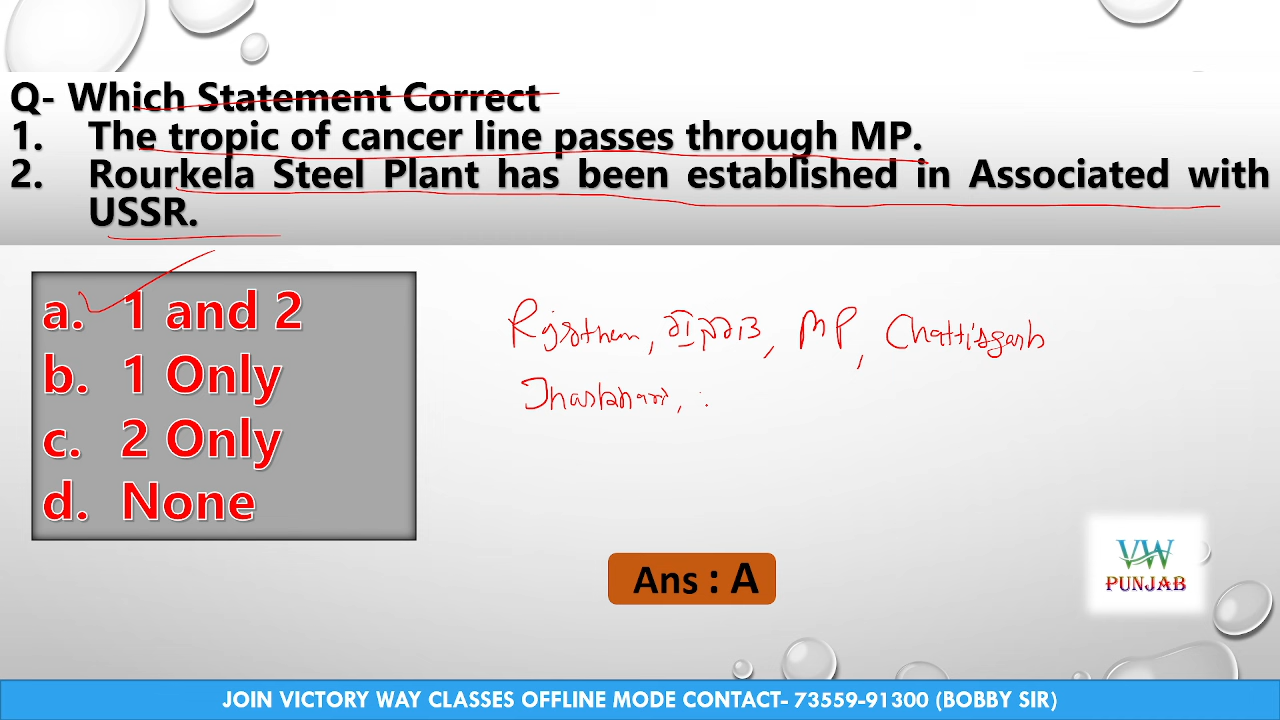 Q- Which Statement Correct
1. The tropic of cancer line passes through MP.
2. Rourkela Steel Plant has been established in Associated with
USSR.
a. 1 and 2
b. 1 Only
c. 2 Only
d. None
Rajasthan, ਗੁਜਰਾਤ, MP, Chattisgarh
Jharkhand,
Ans : A
VW
PUNJAB
JOIN VICTORY WAY CLASSES OFFLINE MODE CONTACT- 73559-91300 (BOBBY SIR)